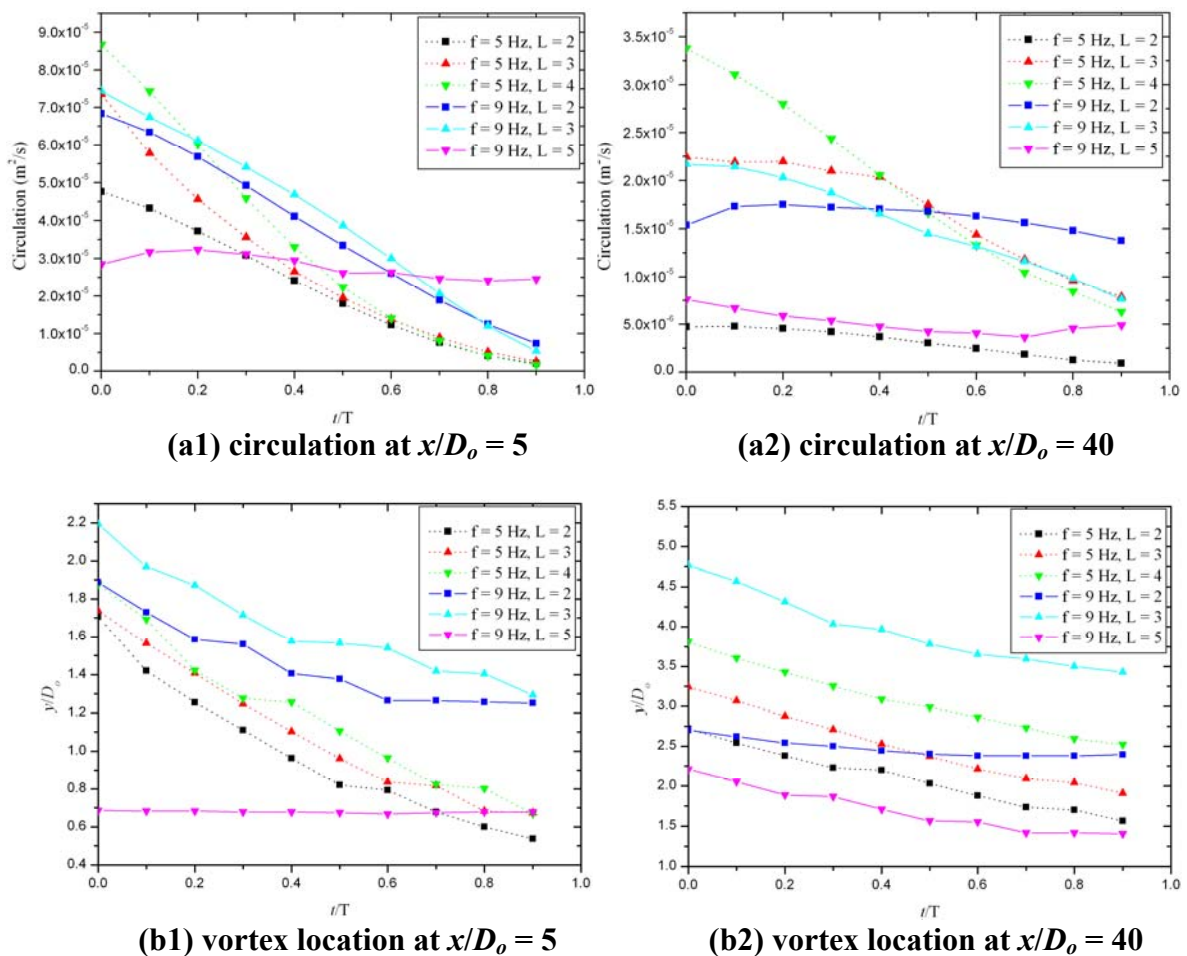 9.0x10⁻⁵
8.0x10⁻⁵
7.0x10⁻⁵
6.0x10⁻⁵
5.0x10⁻⁵
4.0x10⁻⁵
3.0x10⁻⁵
2.0x10⁻⁵
1.0x10⁻⁵
0.0
Circulation (m²/s)
f = 5 Hz, L = 2
f = 5 Hz, L = 3
f = 5 Hz, L = 4
f = 9 Hz, L = 2
f = 9 Hz, L = 3
f = 9 Hz, L = 5
0.0 0.2 0.4 0.6 0.8 1.0
t/T
(a1) circulation at x/Dₒ = 5
3.5x10⁻⁵
3.0x10⁻⁵
2.5x10⁻⁵
2.0x10⁻⁵
1.5x10⁻⁵
1.0x10⁻⁵
5.0x10⁻⁶
0.0
Circulation (m²/s)
f = 5 Hz, L = 2
f = 5 Hz, L = 3
f = 5 Hz, L = 4
f = 9 Hz, L = 2
f = 9 Hz, L = 3
f = 9 Hz, L = 5
0.0 0.2 0.4 0.6 0.8 1.0
t/T
(a2) circulation at x/Dₒ = 40
2.2
2.0
1.8
1.6
1.4
1.2
1.0
0.8
0.6
0.4
y/Dₒ
f = 5 Hz, L = 2
f = 5 Hz, L = 3
f = 5 Hz, L = 4
f = 9 Hz, L = 2
f = 9 Hz, L = 3
f = 9 Hz, L = 5
0.0 0.2 0.4 0.6 0.8 1.0
t/T
(b1) vortex location at x/Dₒ = 5
5.5
5.0
4.5
4.0
3.5
3.0
2.5
2.0
1.5
1.0
y/Dₒ
f = 5 Hz, L = 2
f = 5 Hz, L = 3
f = 5 Hz, L = 4
f = 9 Hz, L = 2
f = 9 Hz, L = 3
f = 9 Hz, L = 5
0.0 0.2 0.4 0.6 0.8 1.0
t/T
(b2) vortex location at x/Dₒ = 40